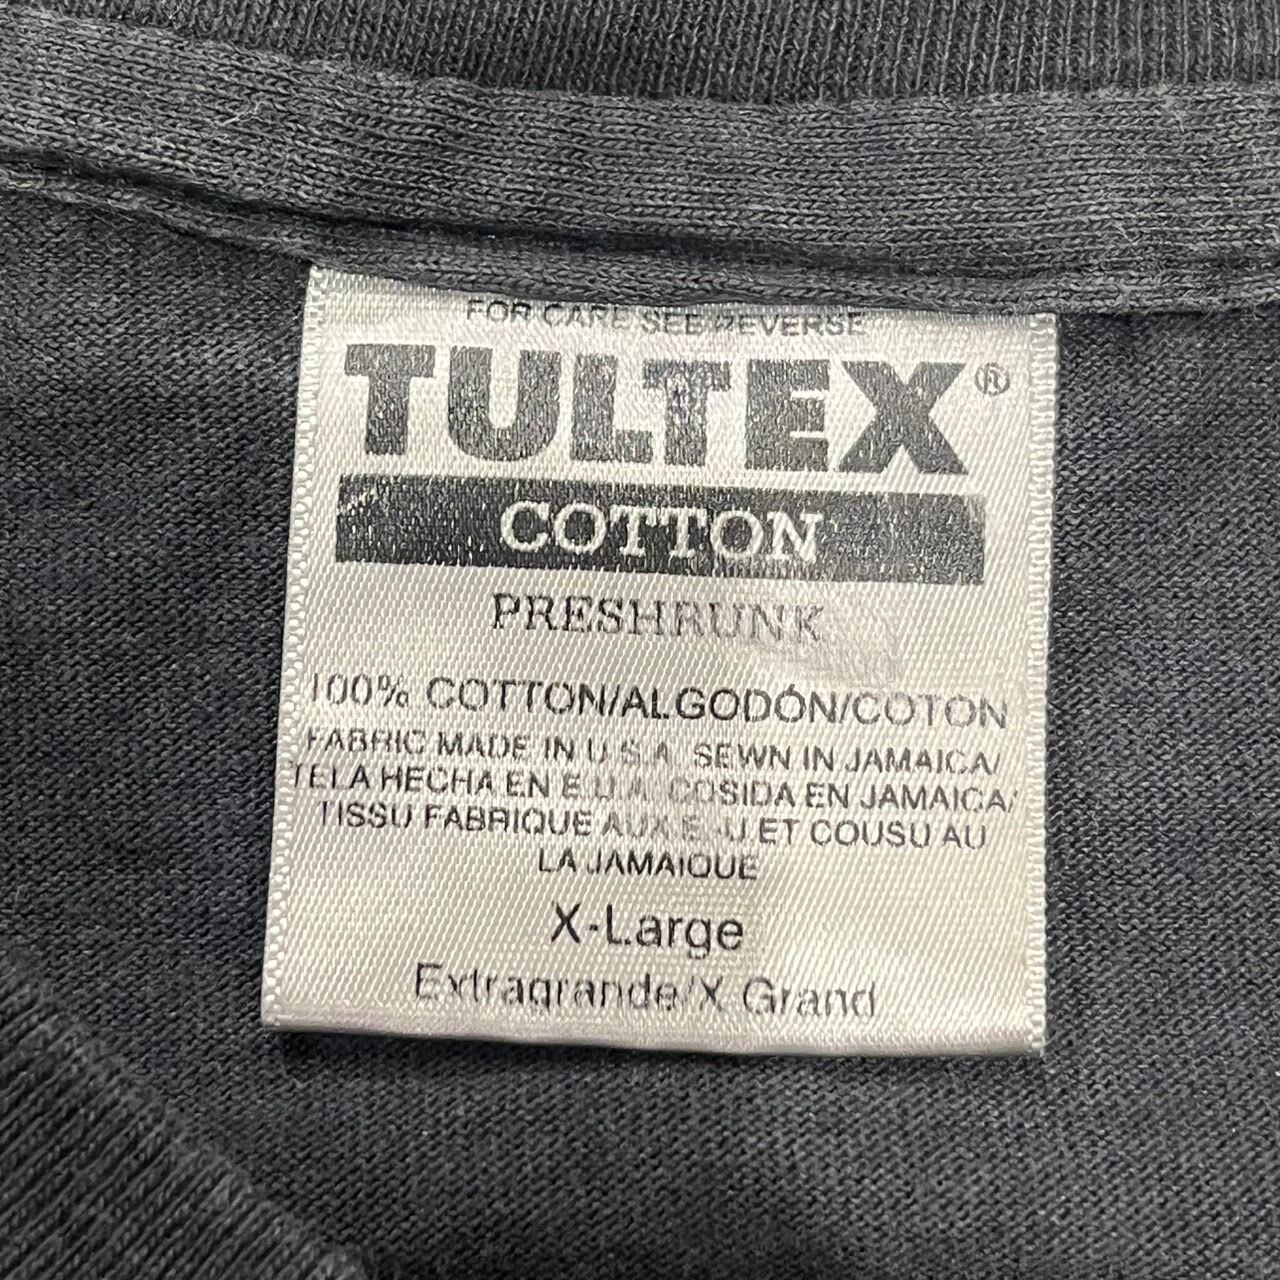 FOR CARE SEE REVERSE
TULTEX®
COTTON
PRESHRUNK
100% COTTON/ALGODÓN/COTON
FABRIC MADE IN U.S.A. SEWN IN JAMAICA/
TELA HECHA EN E.U.A. COSIDA EN JAMAICA/
TISSU FABRIQUE AUX E.-U. ET COUSU AU
LA JAMAIQUE
X-Large
Extragrande/X Grand